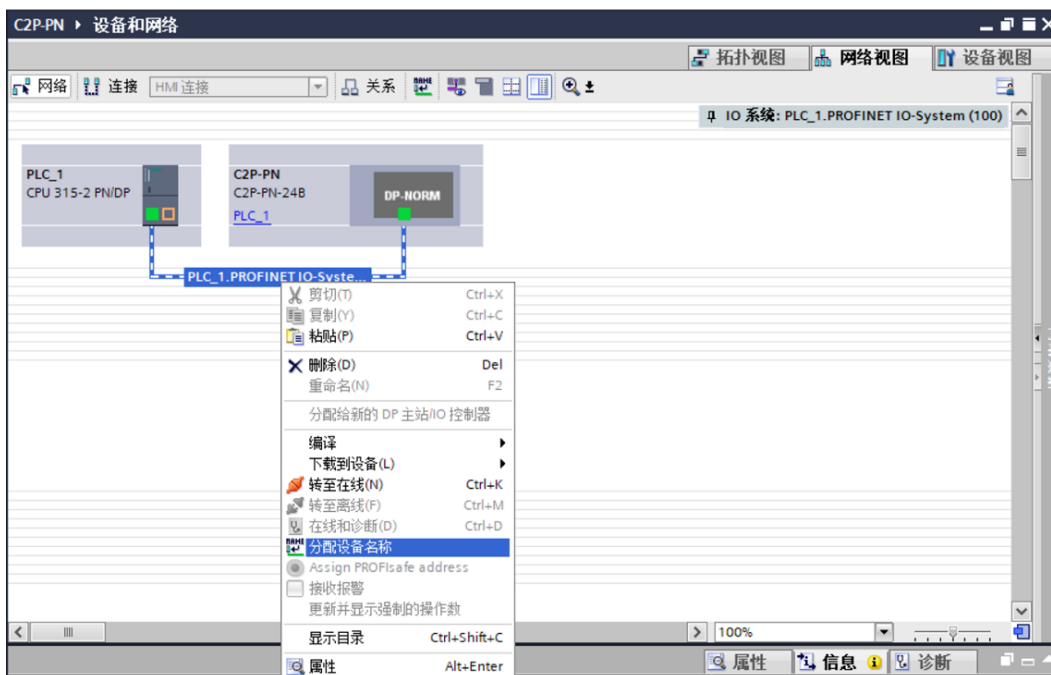 C2P-PN ▸ 设备和网络
拓扑视图 网络视图 设备视图
网络 连接 HMI 连接 关系
IO 系统: PLC_1.PROFINET IO-System (100)
PLC_1
CPU 315-2 PN/DP
C2P-PN
C2P-PN-24B
PLC_1
DP-NORM
PLC_1.PROFINET IO-Syste...
剪切(T) Ctrl+X
复制(Y) Ctrl+C
粘贴(P) Ctrl+V
删除(D) Del
重命名(N) F2
分配给新的 DP 主站/IO 控制器
编译
下载到设备(L)
转至在线(N) Ctrl+K
转至离线(F) Ctrl+M
在线和诊断(D) Ctrl+D
分配设备名称
Assign PROFIsafe address
接收报警
更新并显示强制的操作数
显示目录 Ctrl+Shift+C
属性 Alt+Enter
100%
属性 信息 诊断